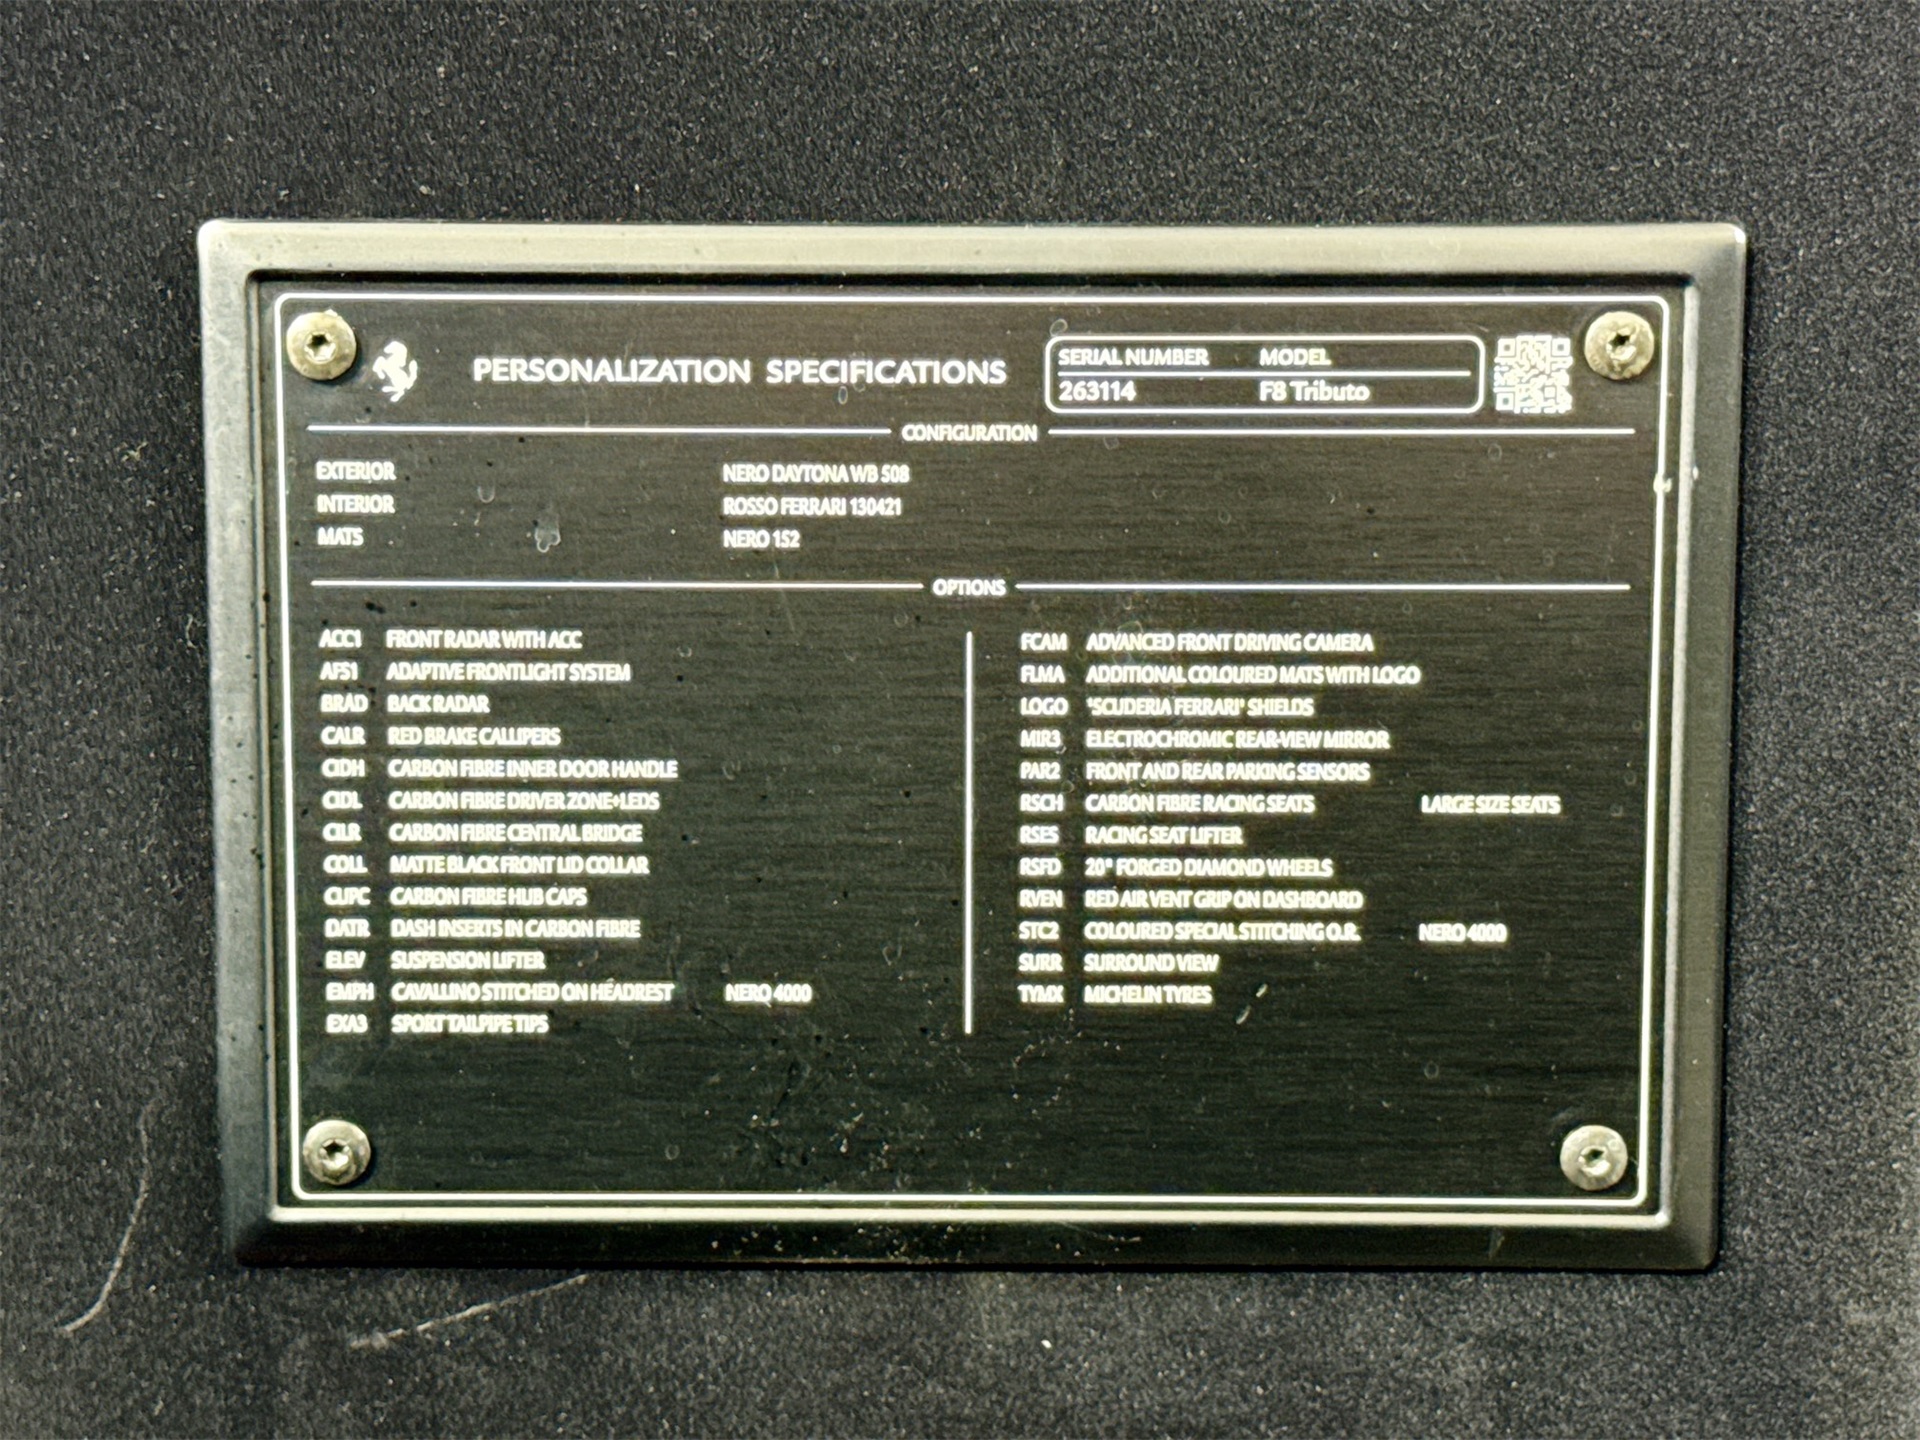 PERSONALIZATION SPECIFICATIONS
SERIAL NUMBER MODEL
263114 F8 Tributo
CONFIGURATION
EXTERIOR NERO DAYTONA WB 508
INTERIOR ROSSO FERRARI 130421
MATS NERO 152
OPTIONS
ACC1 FRONT RADAR WITH ACC
AFS1 ADAPTIVE FRONTLIGHT SYSTEM
BRAD BACK RADAR
CALR RED BRAKE CALLIPERS
CIDH CARBON FIBRE INNER DOOR HANDLE
CIDL CARBON FIBRE DRIVER ZONE+LEDS
CILR CARBON FIBRE CENTRAL BRIDGE
COLL MATTE BLACK FRONT LID COLLAR
CUPC CARBON FIBRE HUB CAPS
DATR DASH INSERTS IN CARBON FIBRE
ELEV SUSPENSION LIFTER
EMPH CAVALLINO STITCHED ON HEADREST NERO 4000
EXA3 SPORT TAILPIPE TIPS
FCAM ADVANCED FRONT DRIVING CAMERA
FLMA ADDITIONAL COLOURED MATS WITH LOGO
LOGO 'SCUDERIA FERRARI' SHIELDS
MIR3 ELECTROCHROMIC REAR-VIEW MIRROR
PAR2 FRONT AND REAR PARKING SENSORS
RSCH CARBON FIBRE RACING SEATS LARGE SIZE SEATS
RSES RACING SEAT LIFTER
RSFD 20" FORGED DIAMOND WHEELS
RVEN RED AIR VENT GRIP ON DASHBOARD
STC2 COLOURED SPECIAL STITCHING O.R. NERO 4000
SURR SURROUND VIEW
TYMX MICHELIN TYRES